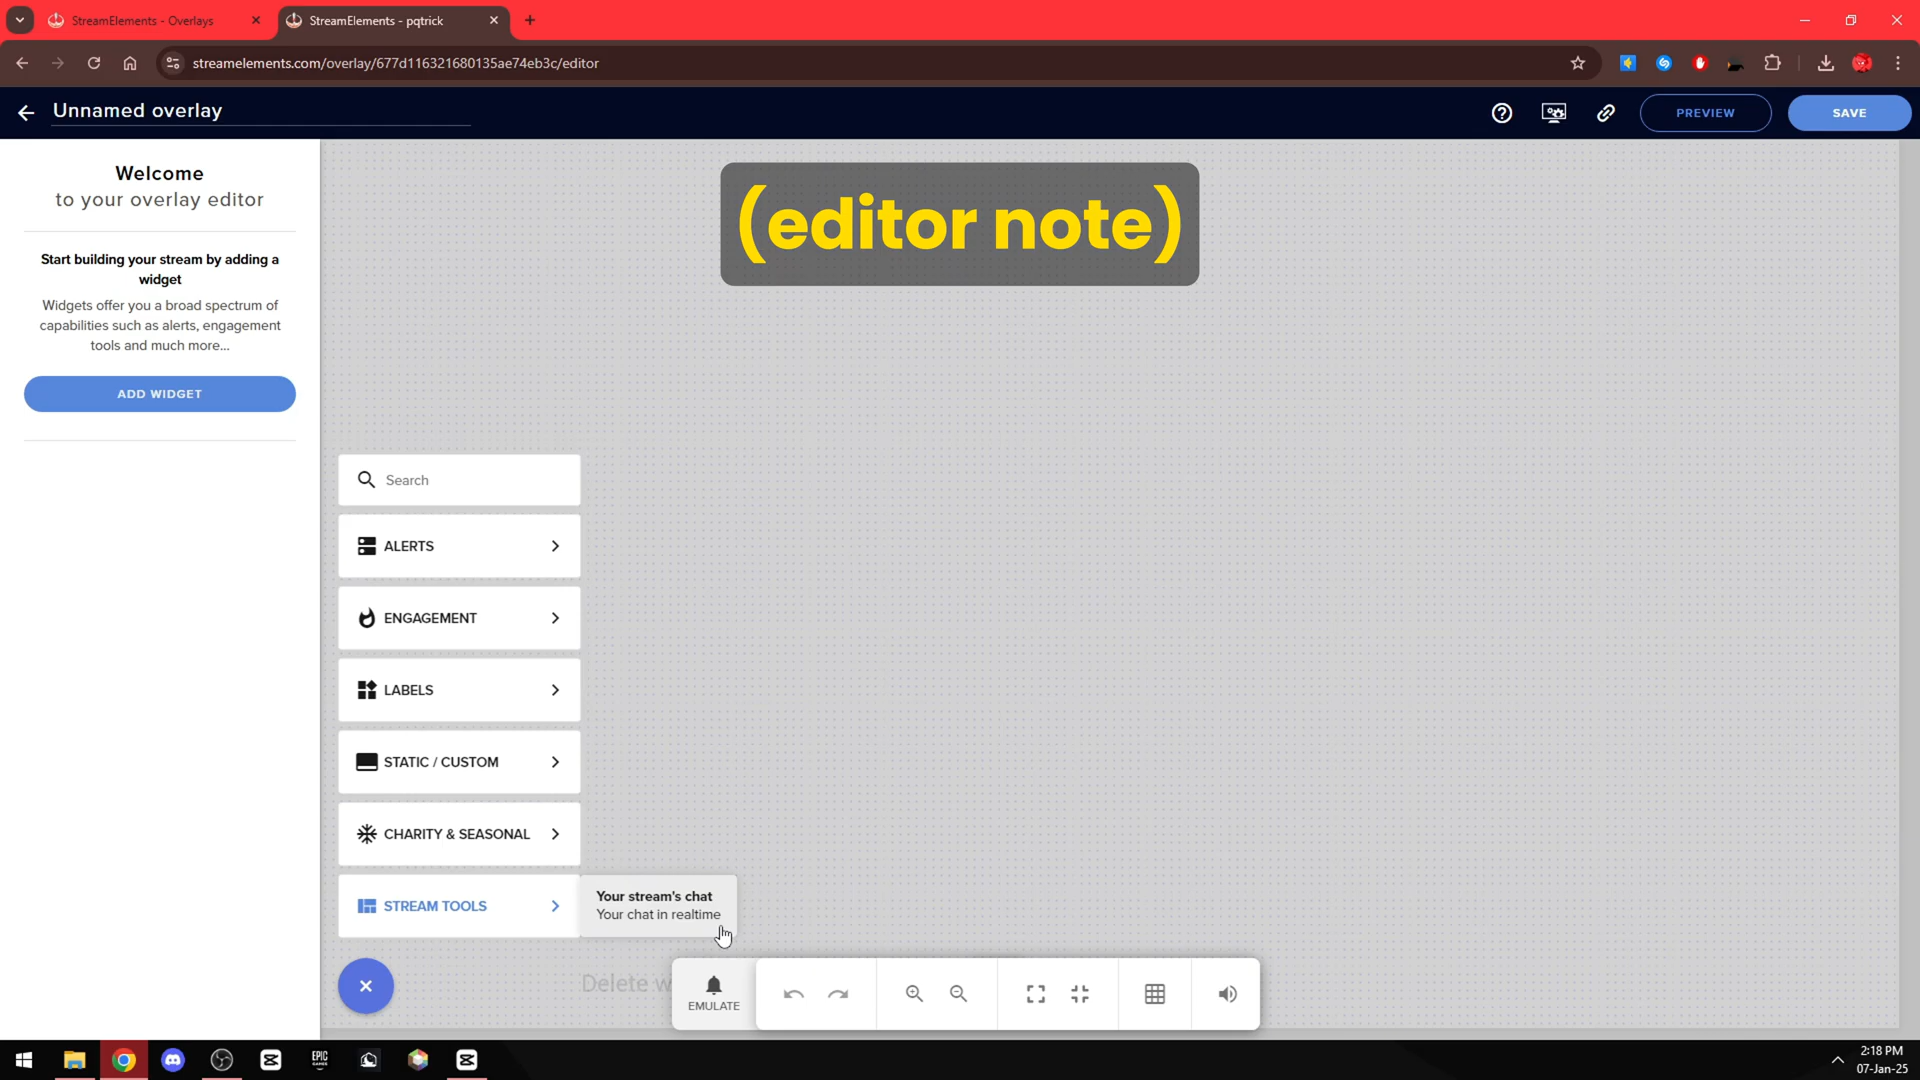 StreamElements - Overlays
StreamElements - pqtrick
streamelements.com/overlay/677d116321680135ae74eb3c/editor
Unnamed overlay
PREVIEW
SAVE
Welcome
to your overlay editor
(editor note)
Start building your stream by adding a
widget
Widgets offer you a broad spectrum of
capabilities such as alerts, engagement
tools and much more...
ADD WIDGET
Search
ALERTS
ENGAGEMENT
LABELS
STATIC / CUSTOM
CHARITY & SEASONAL
STREAM TOOLS
Your stream's chat
Your chat in realtime
Delete w
EMULATE
EPIC
GAMES
2:18 PM
07-Jan-25